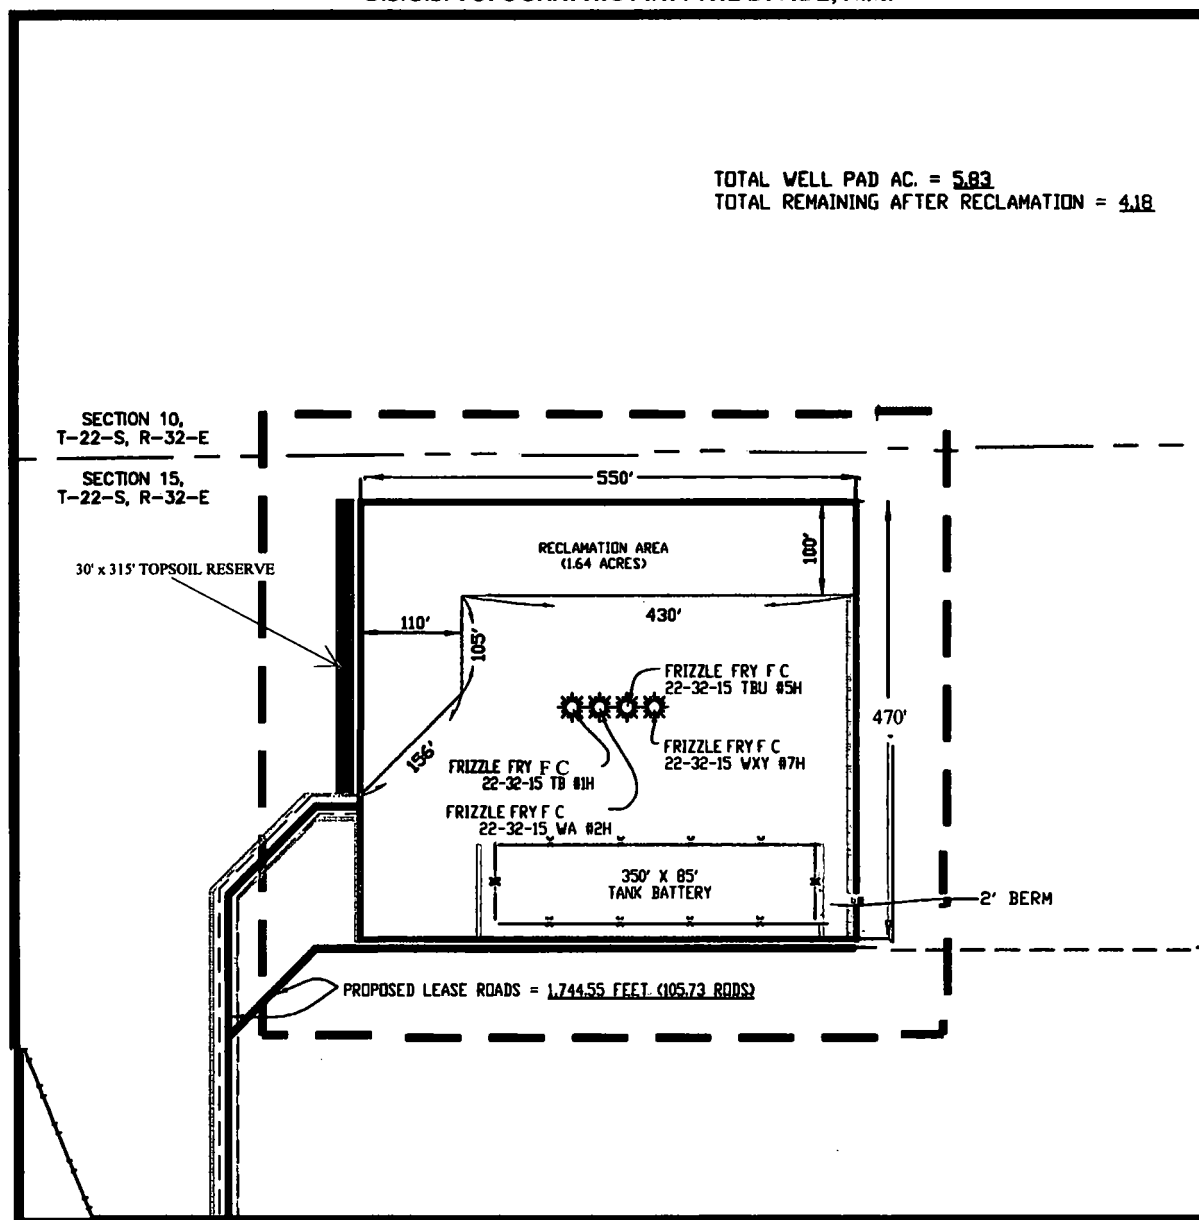 TOTAL WELL PAD AC. = 5.83
TOTAL REMAINING AFTER RECLAMATION = 4.18
SECTION 10,
T-22-S, R-32-E
SECTION 15,
T-22-S, R-32-E
550'
RECLAMATION AREA
(1.64 ACRES)
100'
30' x 315' TOPSOIL RESERVE
430'
110'
105'
FRIZZLE FRY F C
22-32-15 TBU #5H
470'
FRIZZLE FRY F C
22-32-15 WXY #7H
156'
FRIZZLE FRY F C
22-32-15 TB #1H
FRIZZLE FRY F C
22-32-15 WA #2H
350' X 85'
TANK BATTERY
2' BERM
PROPOSED LEASE ROADS = 1,744.55 FEET (105.73 RODS)